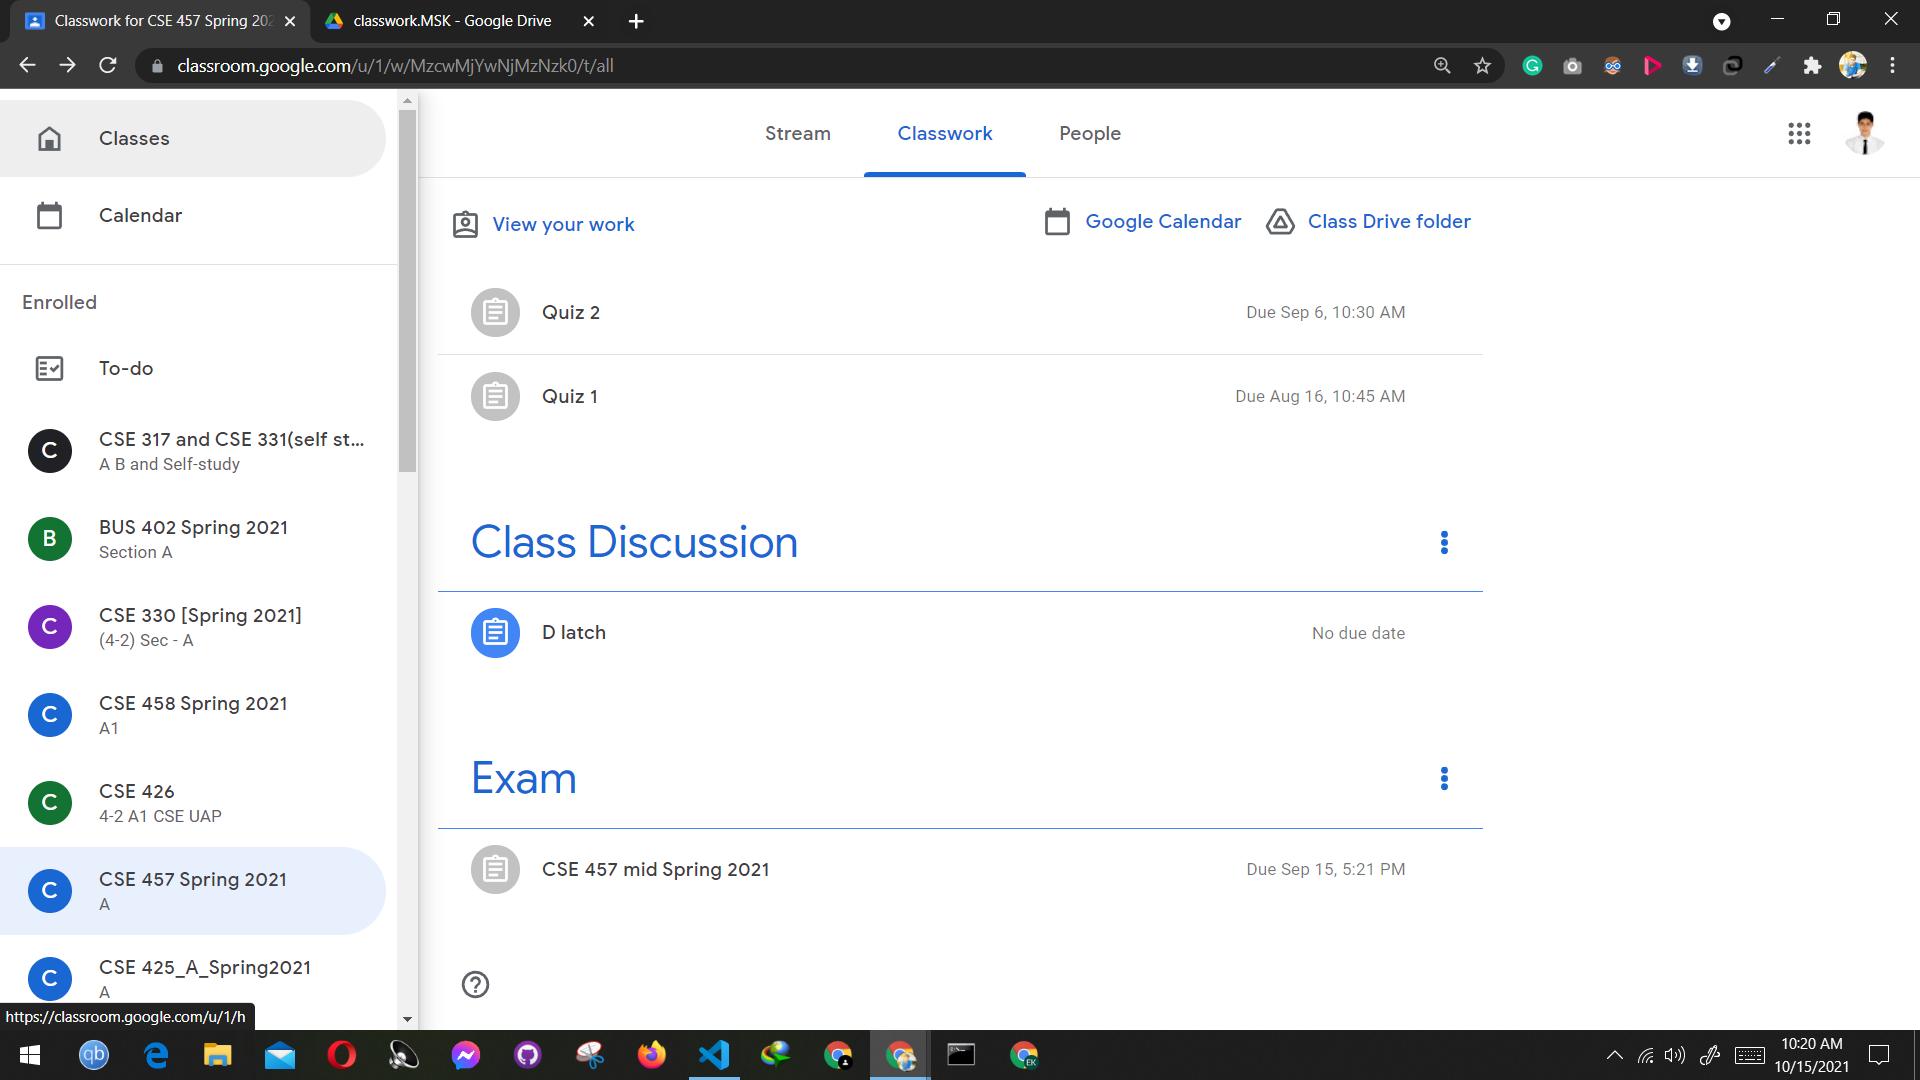 Classwork for CSE 457 Spring 202
classwork.MSK - Google Drive
classroom.google.com/u/1/w/MzcwMjYwNjMzNzk0/t/all
Classes
Calendar
Enrolled
To-do
C
CSE 317 and CSE 331(self st...
A B and Self-study
B
BUS 402 Spring 2021
Section A
C
CSE 330 [Spring 2021]
(4-2) Sec - A
C
CSE 458 Spring 2021
A1
C
CSE 426
4-2 A1 CSE UAP
C
CSE 457 Spring 2021
A
C
CSE 425_A_Spring2021
A
https://classroom.google.com/u/1/h
Stream
Classwork
People
View your work
Google Calendar
Class Drive folder
Quiz 2
Due Sep 6, 10:30 AM
Quiz 1
Due Aug 16, 10:45 AM
Class Discussion
D latch
No due date
Exam
CSE 457 mid Spring 2021
Due Sep 15, 5:21 PM
qb
EK
10:20 AM
10/15/2021